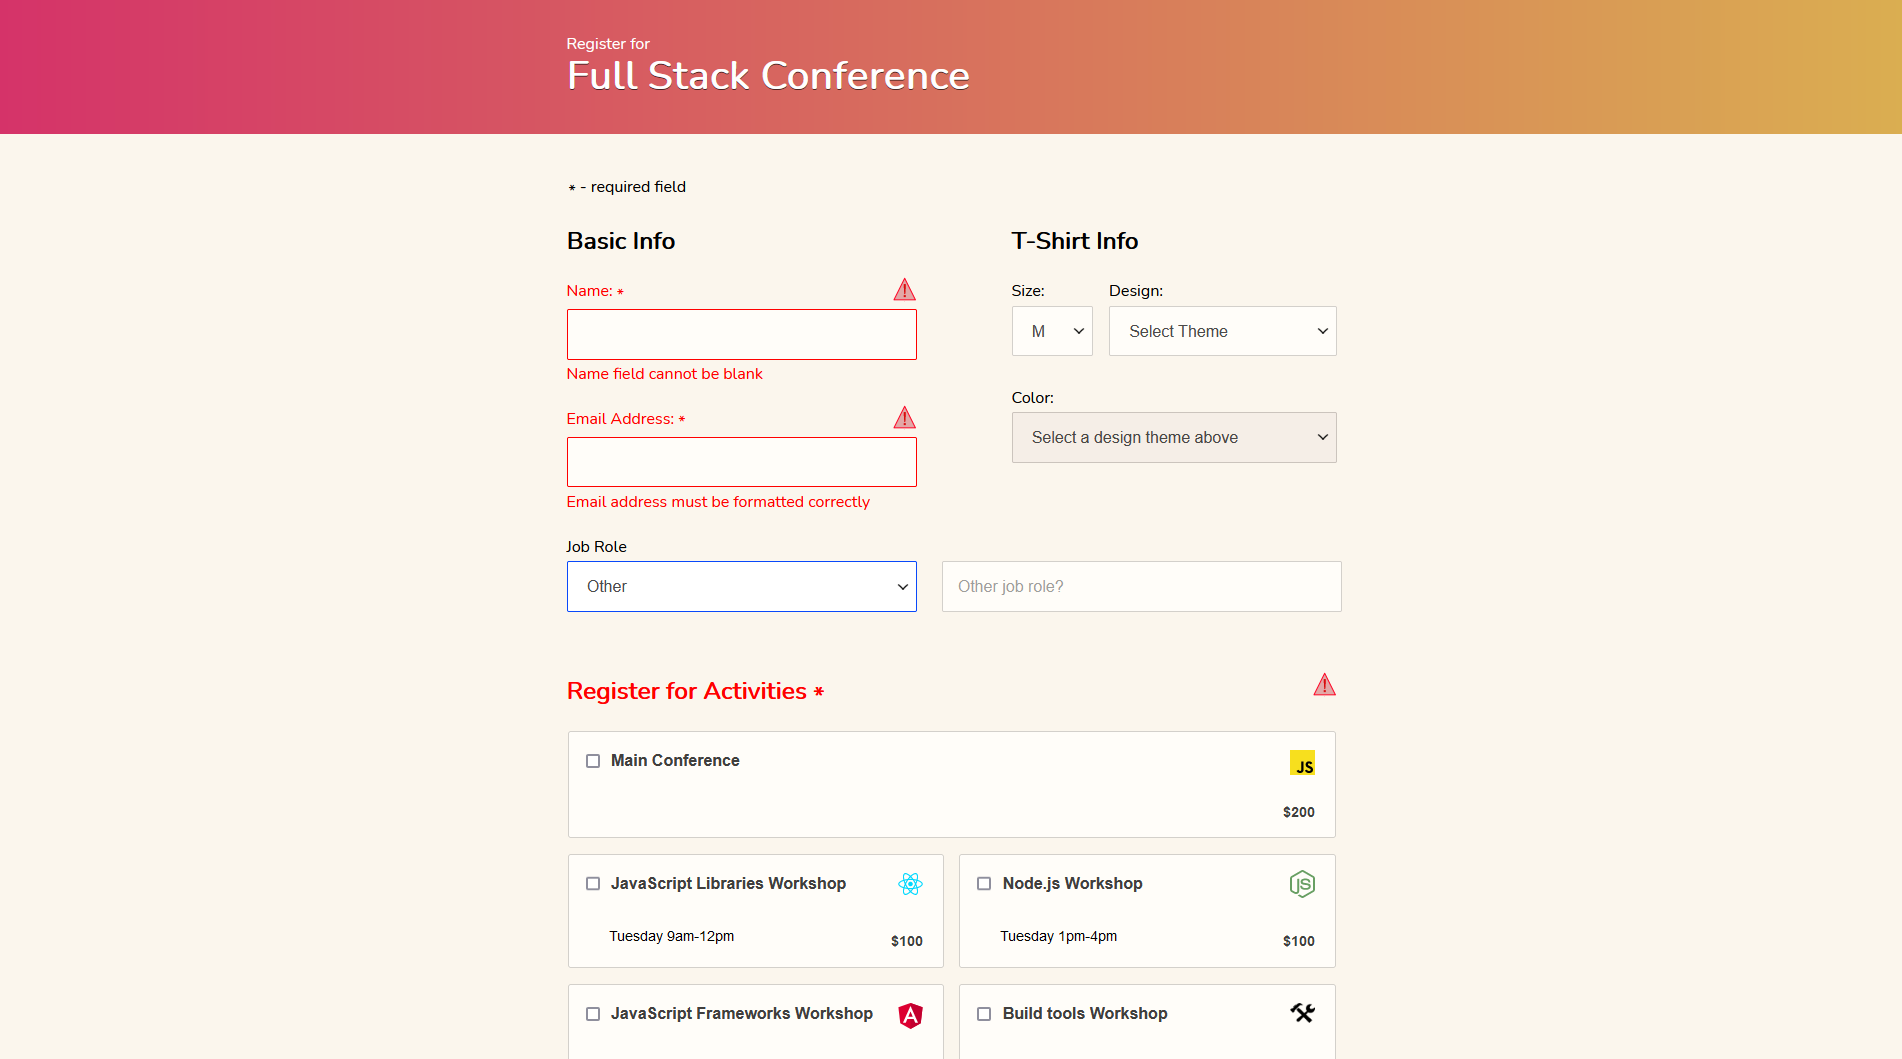 Register for
Full Stack Conference
* - required field
Basic Info
Name: *
Name field cannot be blank
Email Address: *
Email address must be formatted correctly
Job Role
Other
Other job role?
T-Shirt Info
Size:
Design:
M
Select Theme
Color:
Select a design theme above
Register for Activities *
Main Conference
JS
$200
JavaScript Libraries Workshop
Tuesday 9am-12pm
$100
Node.js Workshop
JS
Tuesday 1pm-4pm
$100
JavaScript Frameworks Workshop
A
Build tools Workshop